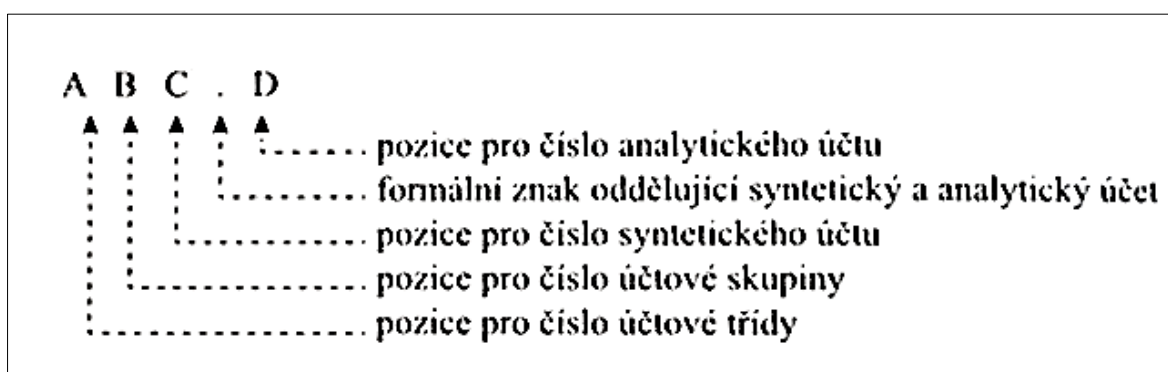 A B C . D
pozice pro číslo analytického účtu
formální znak oddělující syntetický a analytický účet
pozice pro číslo syntetického účtu
pozice pro číslo účtové skupiny
pozice pro číslo účtové třídy